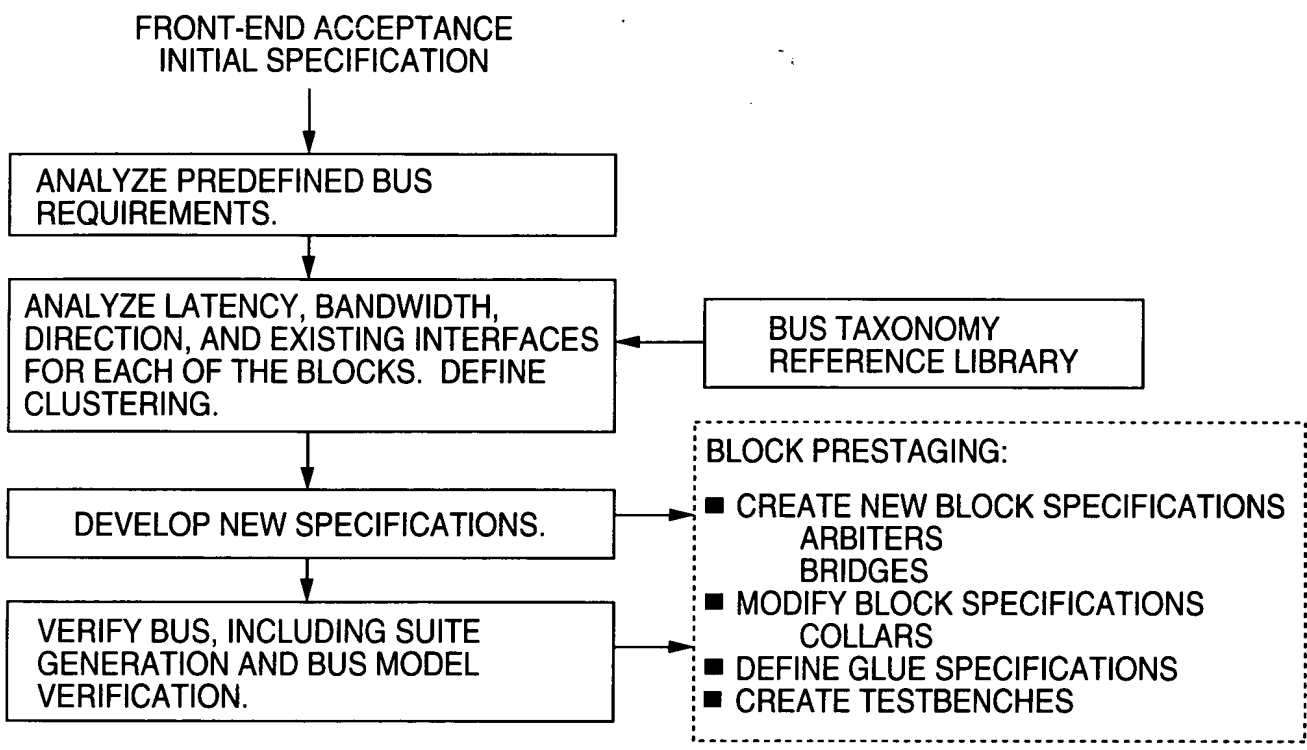 FRONT-END ACCEPTANCE
INITIAL SPECIFICATION
ANALYZE PREDEFINED BUS
REQUIREMENTS.
ANALYZE LATENCY, BANDWIDTH,
DIRECTION, AND EXISTING INTERFACES
FOR EACH OF THE BLOCKS. DEFINE
CLUSTERING.
BUS TAXONOMY
REFERENCE LIBRARY
DEVELOP NEW SPECIFICATIONS.
VERIFY BUS, INCLUDING SUITE
GENERATION AND BUS MODEL
VERIFICATION.
BLOCK PRESTAGING:
■ CREATE NEW BLOCK SPECIFICATIONS
ARBITERS
BRIDGES
■ MODIFY BLOCK SPECIFICATIONS
COLLARS
■ DEFINE GLUE SPECIFICATIONS
■ CREATE TESTBENCHES